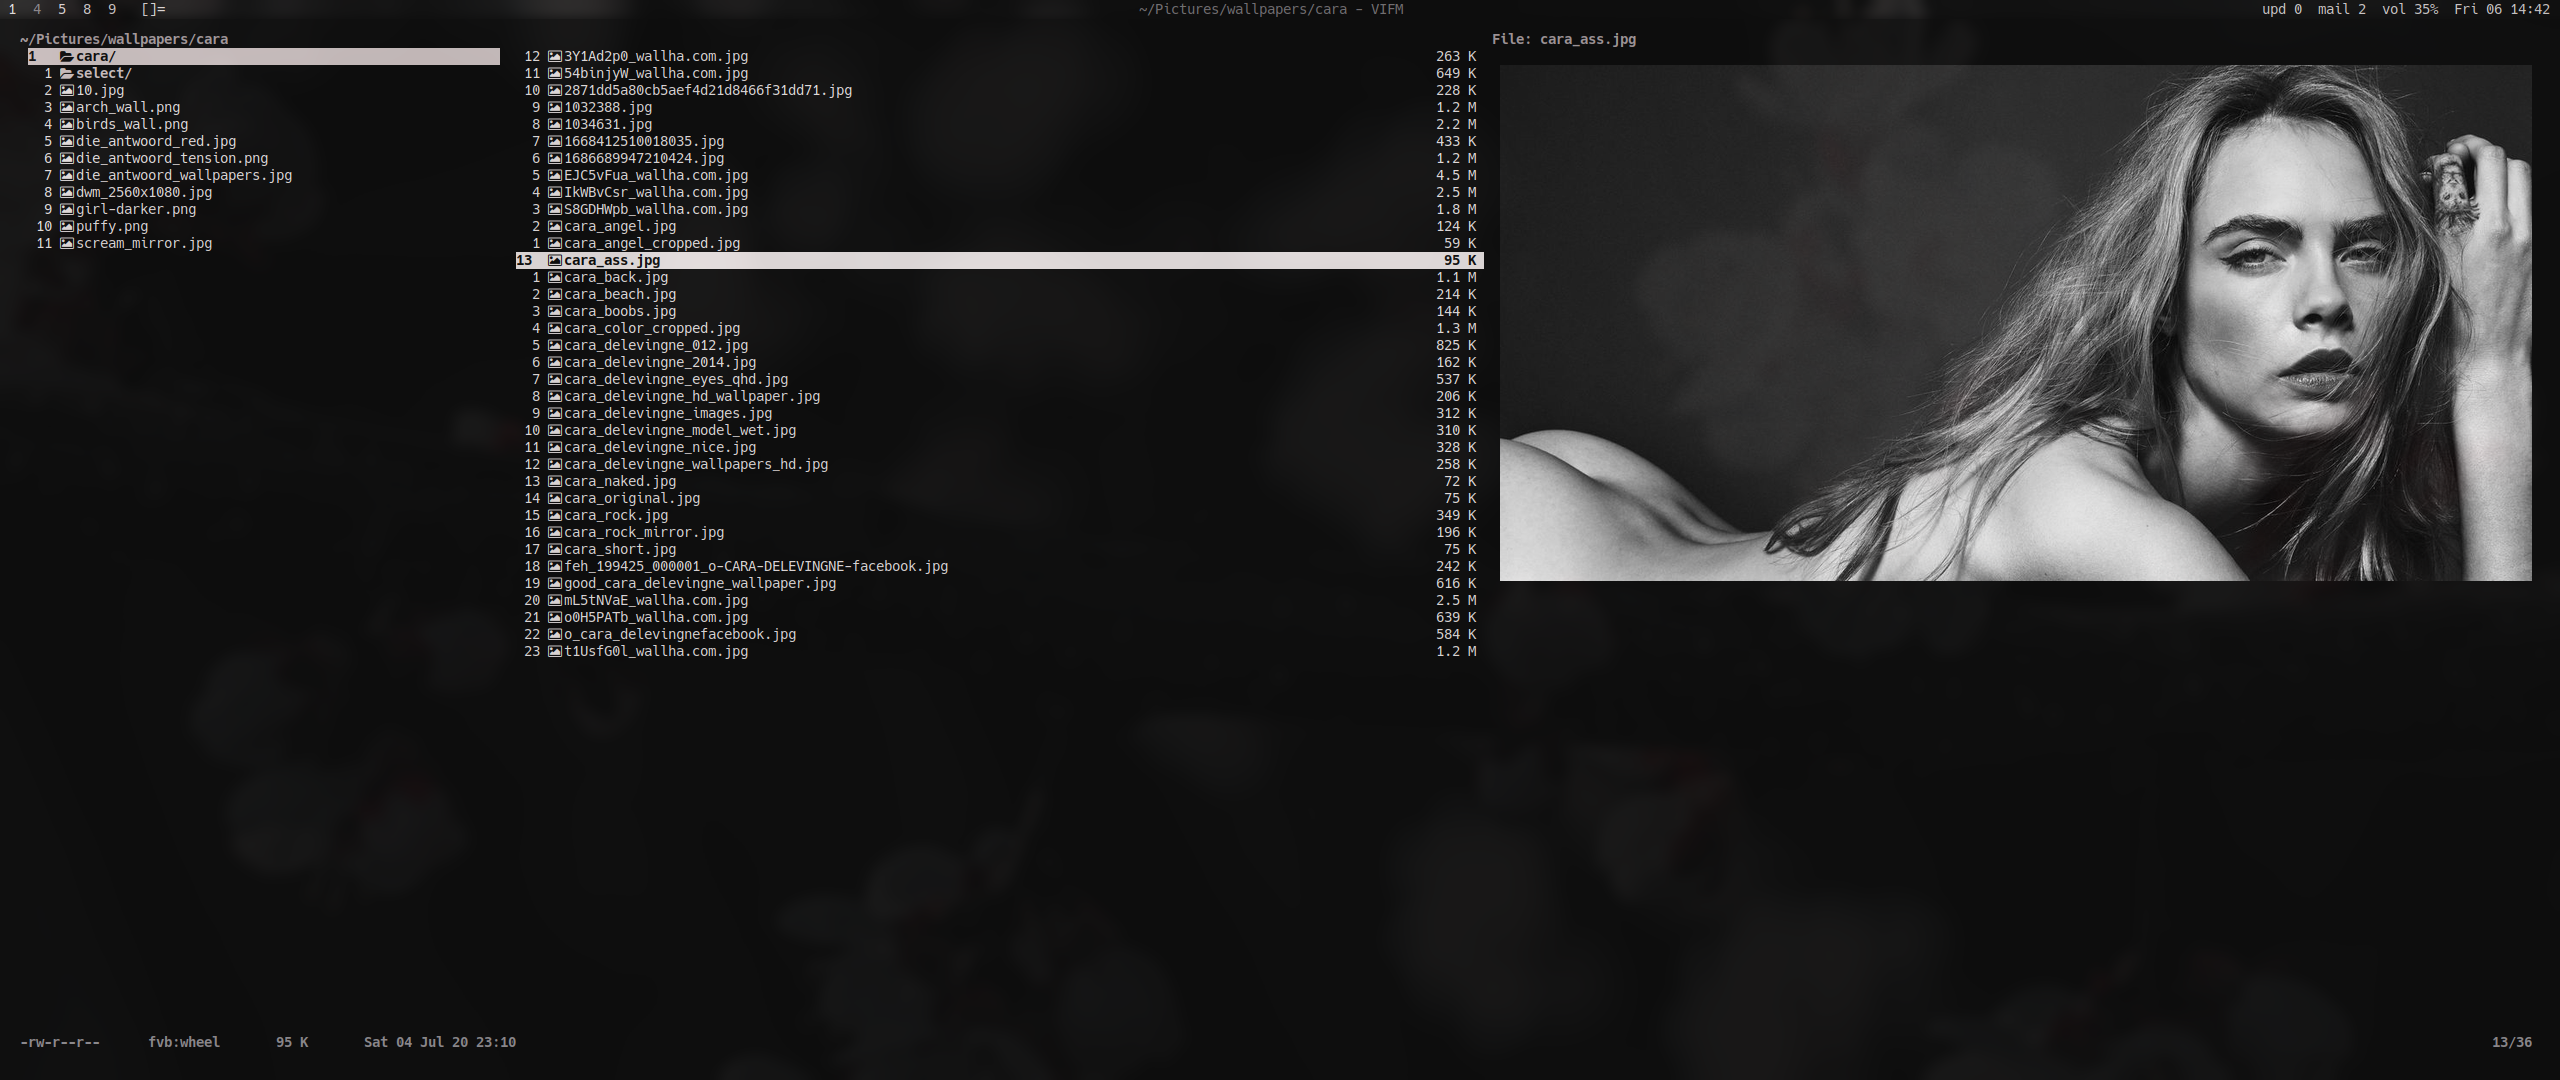 1 4 5 8 9 []= ~/Pictures/wallpapers/cara - VIFM upd 0 mail 2 vol 35% Fri 06 14:42
~/Pictures/wallpapers/cara
1 cara/
1 select/
2 10.jpg
3 arch_wall.png
4 birds_wall.png
5 die_antwoord_red.jpg
6 die_antwoord_tension.png
7 die_antwoord_wallpapers.jpg
8 dwm_2560x1080.jpg
9 girl-darker.png
10 puffy.png
11 scream_mirror.jpg
12 3Y1Ad2p0_wallha.com.jpg 263 K
11 54binjyW_wallha.com.jpg 649 K
10 2871dd5a80cb5aef4d21d8466f31dd71.jpg 228 K
9 1032388.jpg 1.2 M
8 1034631.jpg 2.2 M
7 1668412510018035.jpg 433 K
6 1686689947210424.jpg 1.2 M
5 EJC5vFua_wallha.com.jpg 4.5 M
4 IkWBvCsr_wallha.com.jpg 2.5 M
3 S8GDHWpb_wallha.com.jpg 1.8 M
2 cara_angel.jpg 124 K
1 cara_angel_cropped.jpg 59 K
13 cara_ass.jpg 95 K
1 cara_back.jpg 1.1 M
2 cara_beach.jpg 214 K
3 cara_boobs.jpg 144 K
4 cara_color_cropped.jpg 1.3 M
5 cara_delevingne_012.jpg 825 K
6 cara_delevingne_2014.jpg 162 K
7 cara_delevingne_eyes_qhd.jpg 537 K
8 cara_delevingne_hd_wallpaper.jpg 206 K
9 cara_delevingne_images.jpg 312 K
10 cara_delevingne_model_wet.jpg 310 K
11 cara_delevingne_nice.jpg 328 K
12 cara_delevingne_wallpapers_hd.jpg 258 K
13 cara_naked.jpg 72 K
14 cara_original.jpg 75 K
15 cara_rock.jpg 349 K
16 cara_rock_mirror.jpg 196 K
17 cara_short.jpg 75 K
18 feh_199425_000001_o-CARA-DELEVINGNE-facebook.jpg 242 K
19 good_cara_delevingne_wallpaper.jpg 616 K
20 mL5tNVaE_wallha.com.jpg 2.5 M
21 o0H5PATb_wallha.com.jpg 639 K
22 o_cara_delevingnefacebook.jpg 584 K
23 t1UsfG0l_wallha.com.jpg 1.2 M
File: cara_ass.jpg
-rw-r--r-- fvb:wheel 95 K Sat 04 Jul 20 23:10 13/36